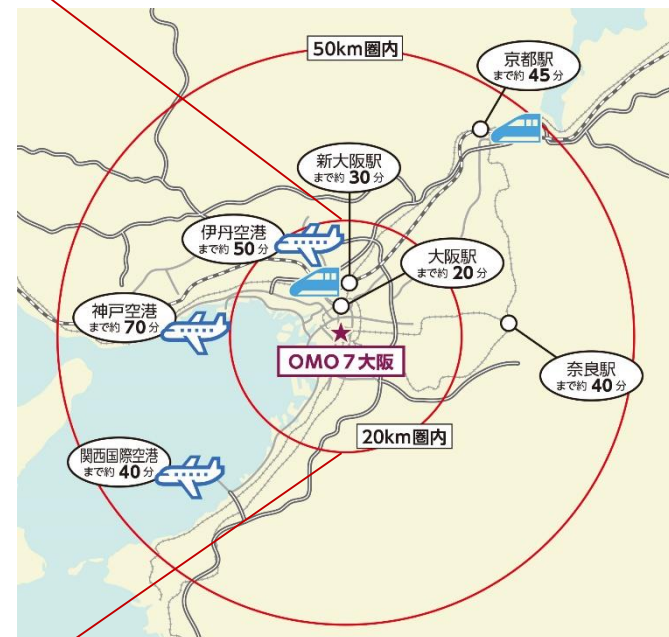 50km圏内
京都駅
まで約 45 分
新大阪駅
まで約 30 分
伊丹空港
まで約 50 分
大阪駅
まで約 20 分
神戸空港
まで約 70 分
OMO 7 大阪
奈良駅
まで約 40 分
20km圏内
関西国際空港
まで約 40 分